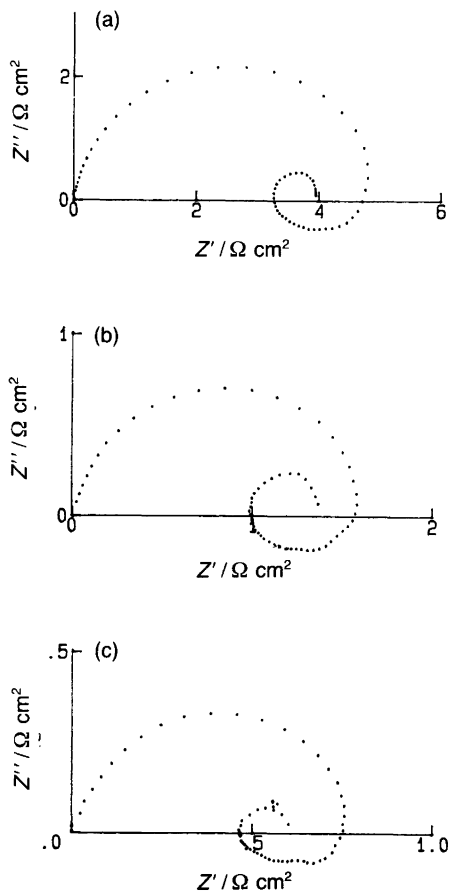 (a)
2
0
Z'' / Ω cm²
0 2 4 6
Z' / Ω cm²
(b)
1
0
Z'' / Ω cm²
0 1 2
Z' / Ω cm²
(c)
.5
.0
Z'' / Ω cm²
.5 1.0
Z' / Ω cm²